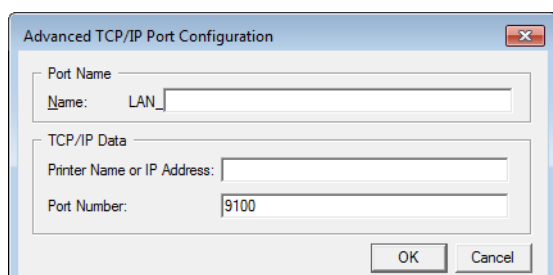 Advanced TCP/IP Port Configuration
Port Name
Name: LAN_
TCP/IP Data
Printer Name or IP Address:
Port Number: 9100
OK Cancel